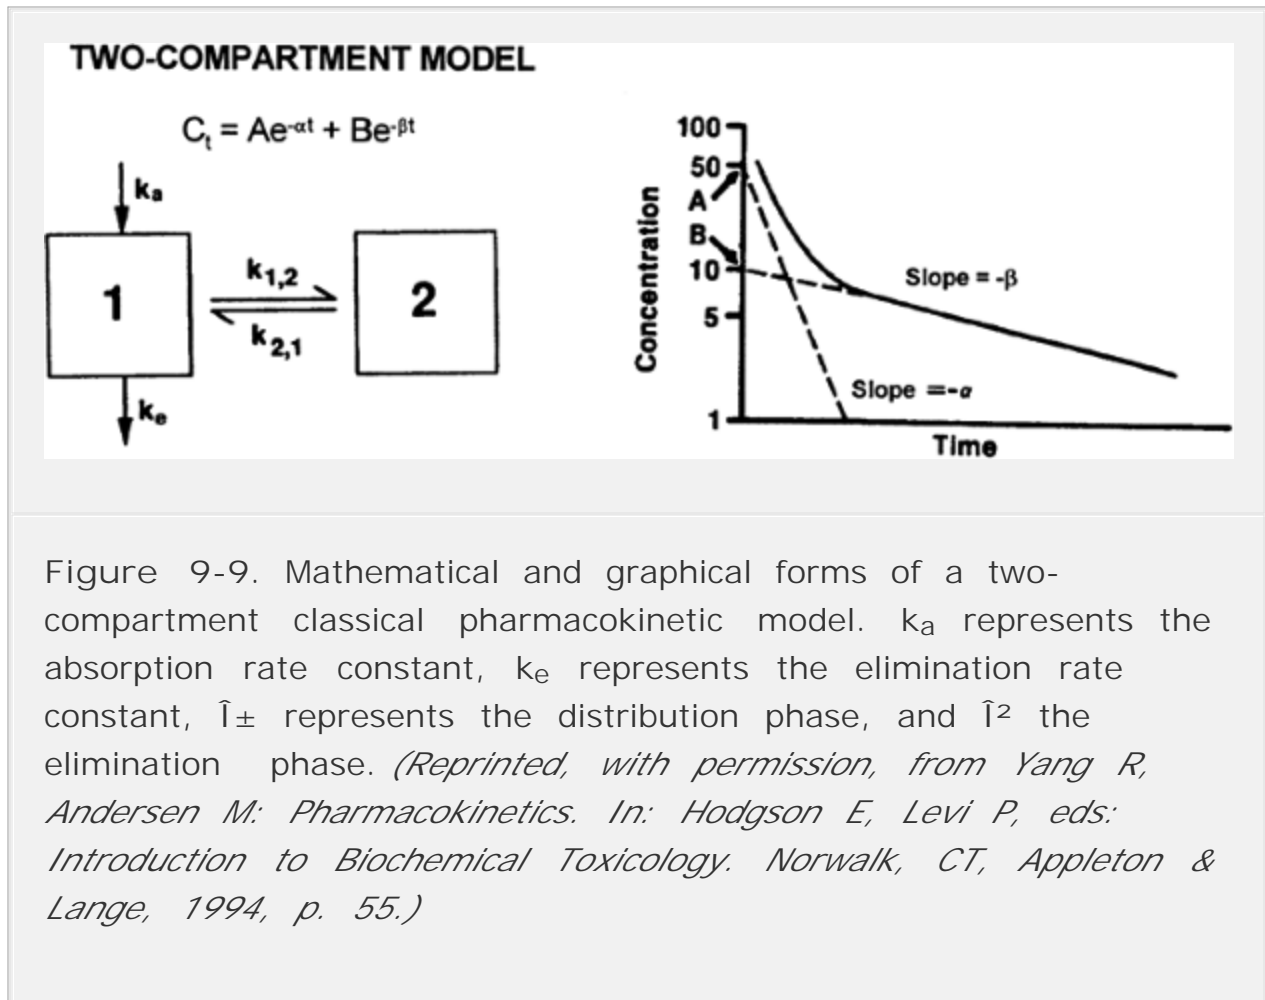 TWO-COMPARTMENT MODEL
Cₜ = Ae⁻ᵅᵗ + Be⁻ᵝᵗ
kₐ
1
k₁,₂
k₂,₁
2
kₑ
Concentration
100
50
A
B
10
5
1
Slope = -β
Slope =-α
Time
Figure 9-9. Mathematical and graphical forms of a two-
compartment classical pharmacokinetic model. kₐ represents the
absorption rate constant, kₑ represents the elimination rate
constant, Î± represents the distribution phase, and Î² the
elimination phase. (Reprinted, with permission, from Yang R,
Andersen M: Pharmacokinetics. In: Hodgson E, Levi P, eds:
Introduction to Biochemical Toxicology. Norwalk, CT, Appleton &
Lange, 1994, p. 55.)